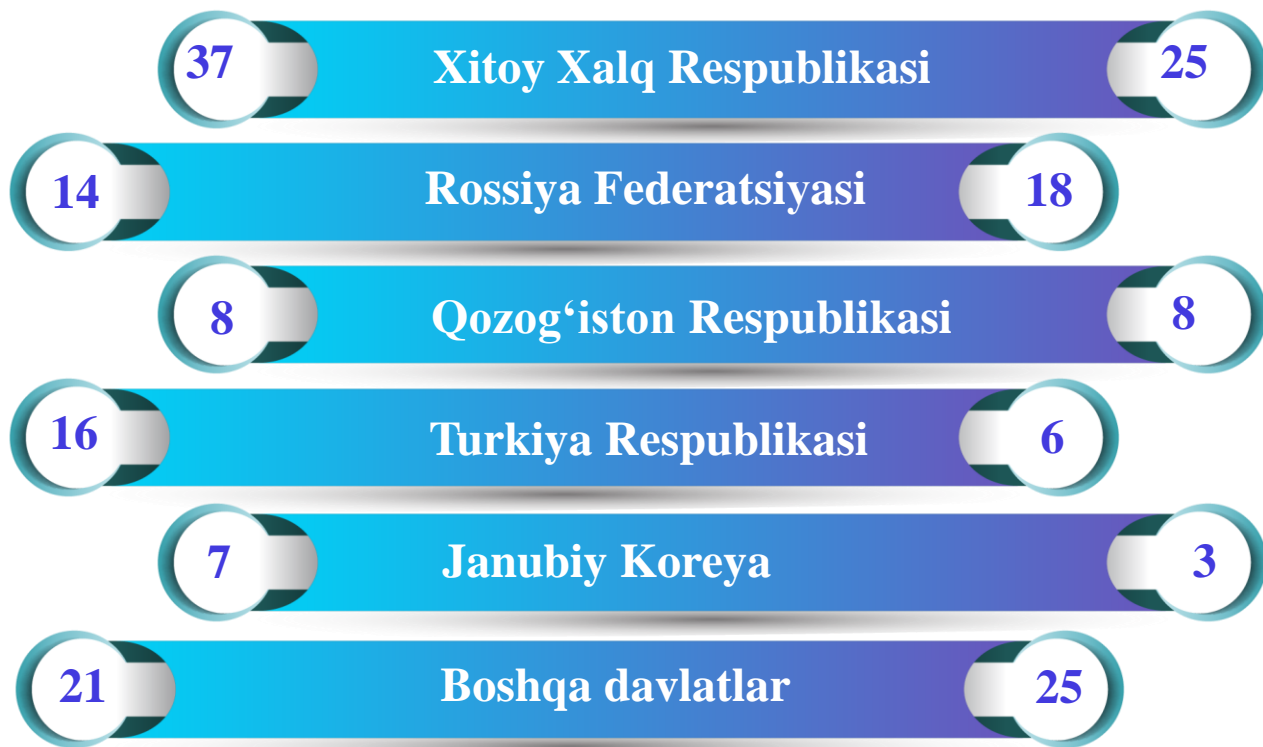 37 Xitoy Xalq Respublikasi 25
14 Rossiya Federatsiyasi 18
8 Qozog‘iston Respublikasi 8
16 Turkiya Respublikasi 6
7 Janubiy Koreya 3
21 Boshqa davlatlar 25